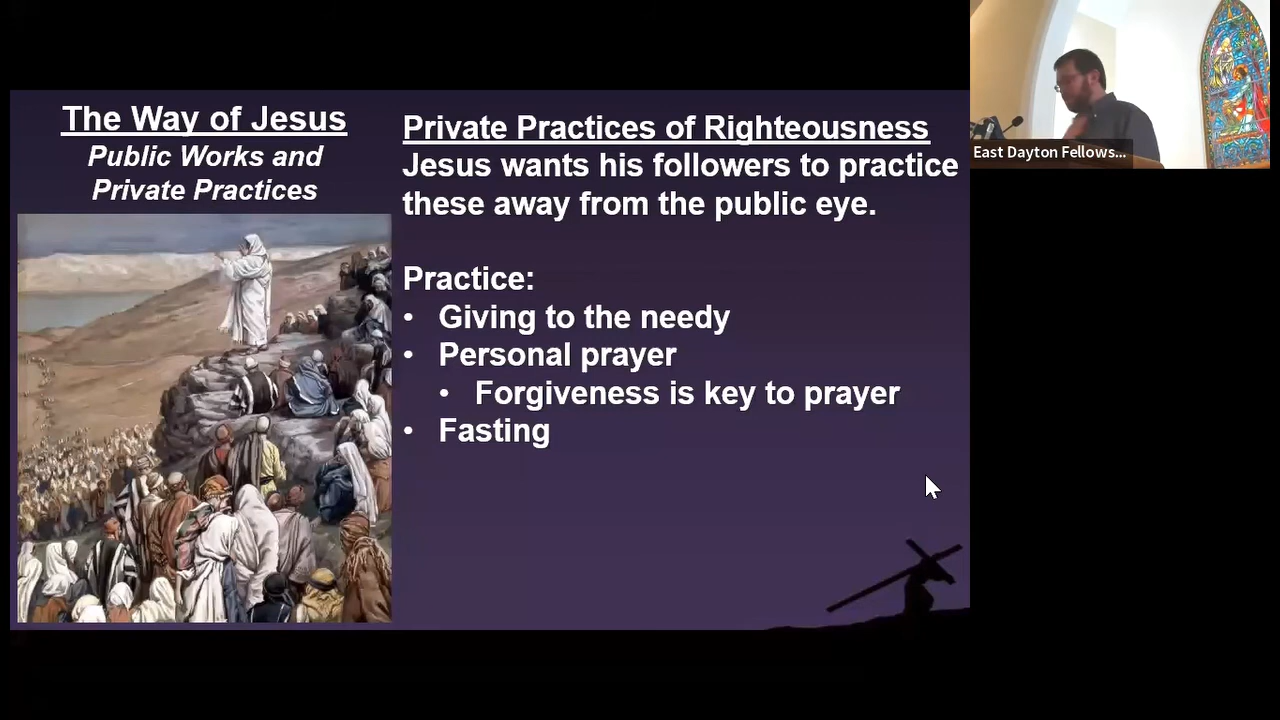 The Way of Jesus
Public Works and
Private Practices
Private Practices of Righteousness
Jesus wants his followers to practice
these away from the public eye.
Practice:
• Giving to the needy
• Personal prayer
• Forgiveness is key to prayer
• Fasting
East Dayton Fellows...